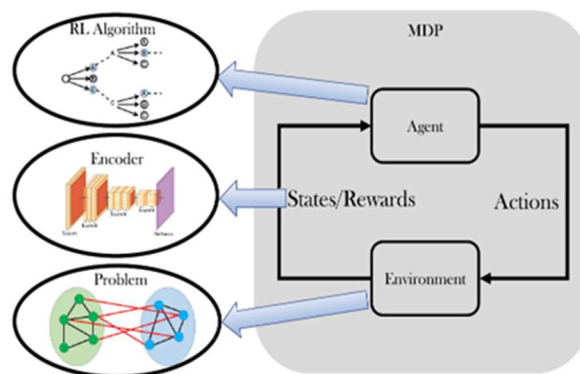 RL Algorithm
MDP
Agent
Encoder
States/Rewards
Actions
Problem
Environment